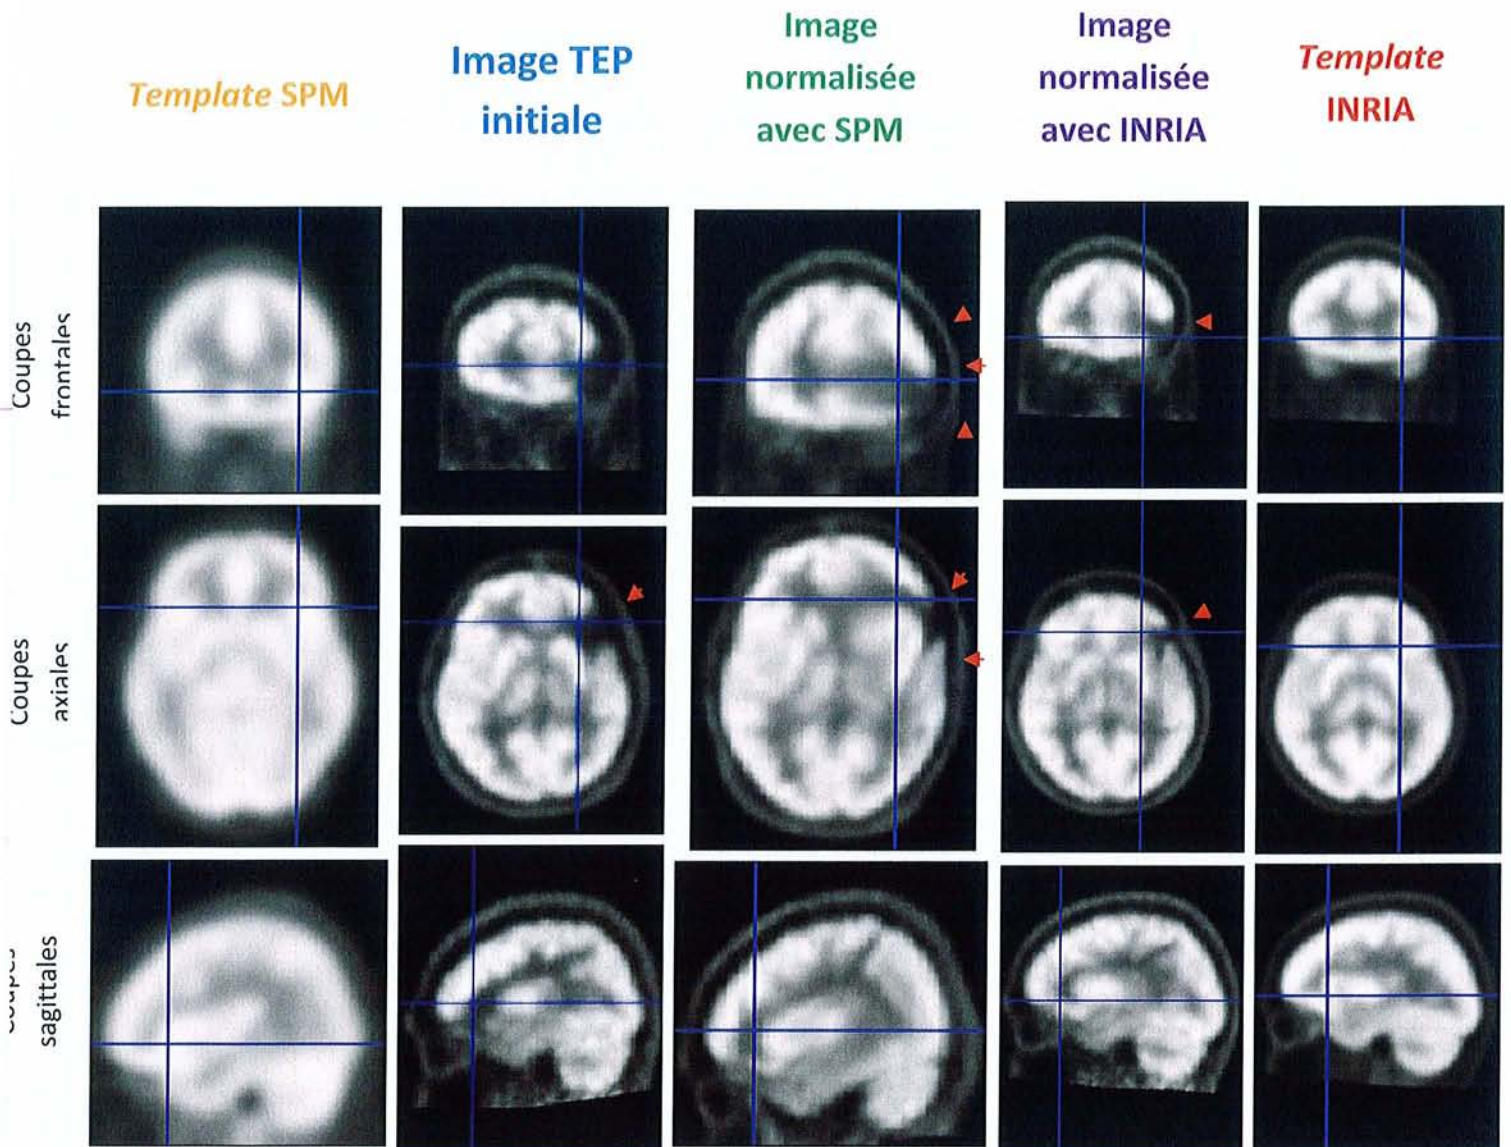 Template SPM
Image TEP
initiale
Image
normalisée
avec SPM
Image
normalisée
avec INRIA
Template
INRIA
Coupes
frontales
Coupes
axiales
Coupes
sagittales